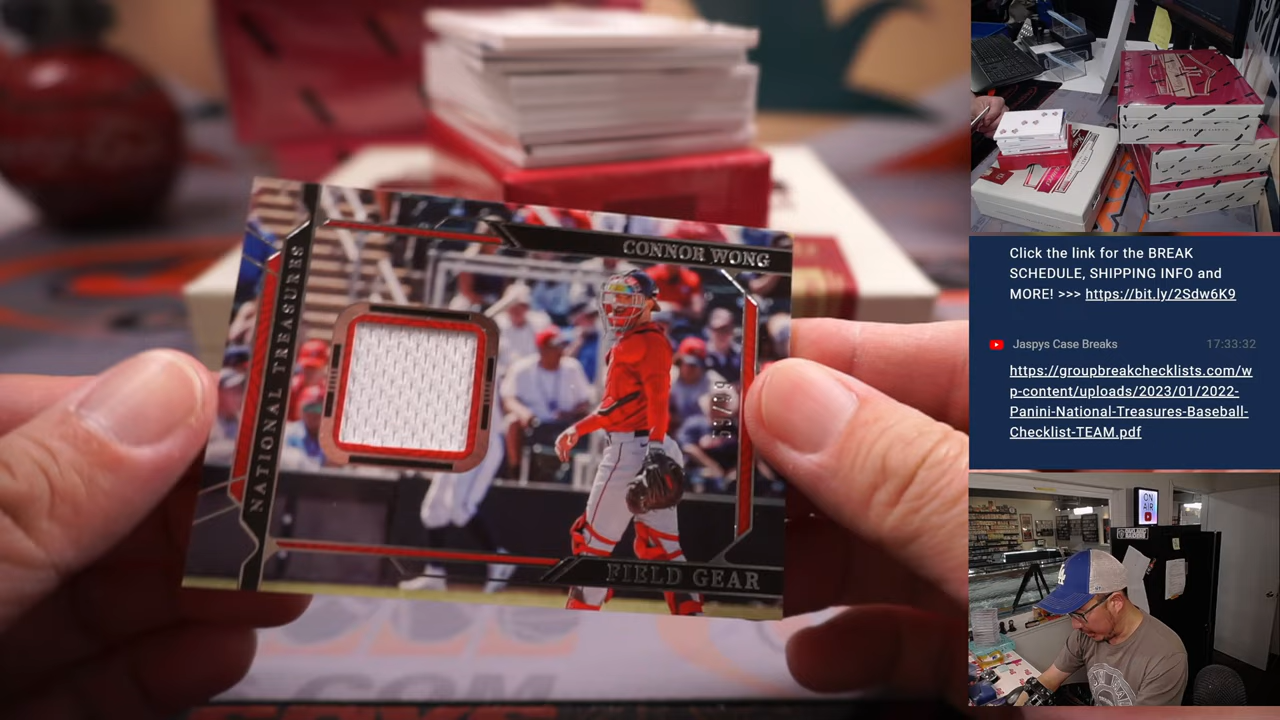 CONNOR WONG
NATIONAL TREASURES
FIELD GEAR
Click the link for the BREAK
SCHEDULE, SHIPPING INFO and
MORE! >>> https://bit.ly/2Sdw6K9
Jaspys Case Breaks 17:33:32
https://groupbreakchecklists.com/w
p-content/uploads/2023/01/2022-
Panini-National-Treasures-Baseball-
Checklist-TEAM.pdf
ON
AIR